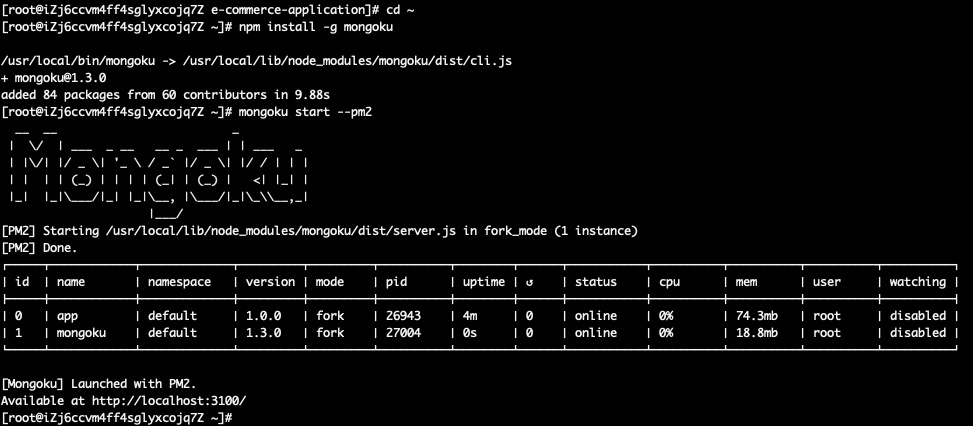 [root@iZj6ccvm4ff4sglyxcojq7Z e-commerce-application]# cd ~
[root@iZj6ccvm4ff4sglyxcojq7Z ~]# npm install -g mongoku
/usr/local/bin/mongoku -> /usr/local/lib/node_modules/mongoku/dist/cli.js
+ mongoku@1.3.0
added 84 packages from 60 contributors in 9.88s
[root@iZj6ccvm4ff4sglyxcojq7Z ~]# mongoku start --pm2
Mongoku
[PM2] Starting /usr/local/lib/node_modules/mongoku/dist/server.js in fork_mode (1 instance)
[PM2] Done.
| id | name | namespace | version | mode | pid | uptime | ↺ | status | cpu | mem | user | watching |
| 0 | app | default | 1.0.0 | fork | 26943 | 4m | 0 | online | 0% | 74.3mb | root | disabled |
| 1 | mongoku | default | 1.3.0 | fork | 27004 | 0s | 0 | online | 0% | 18.8mb | root | disabled |
[Mongoku] Launched with PM2.
Available at http://localhost:3100/
[root@iZj6ccvm4ff4sglyxcojq7Z ~]#